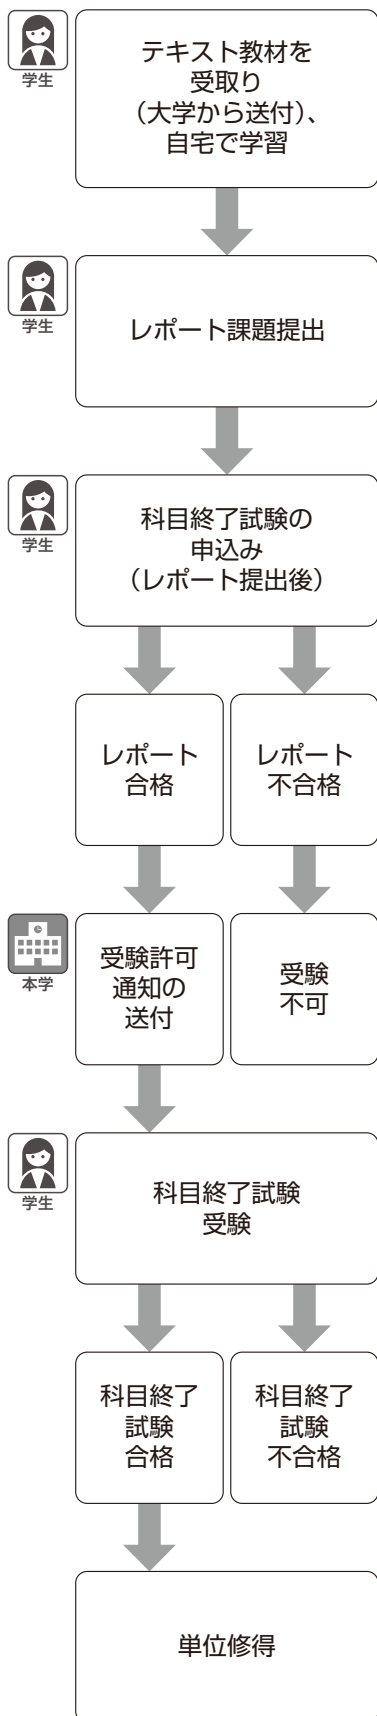 学生
テキスト教材を
受取り
（大学から送付）、
自宅で学習
学生
レポート課題提出
学生
科目終了試験の
申込み
（レポート提出後）
レポート
合格
レポート
不合格
本学
受験許可
通知の
送付
受験
不可
学生
科目終了試験
受験
科目終了
試験
合格
科目終了
試験
不合格
単位修得